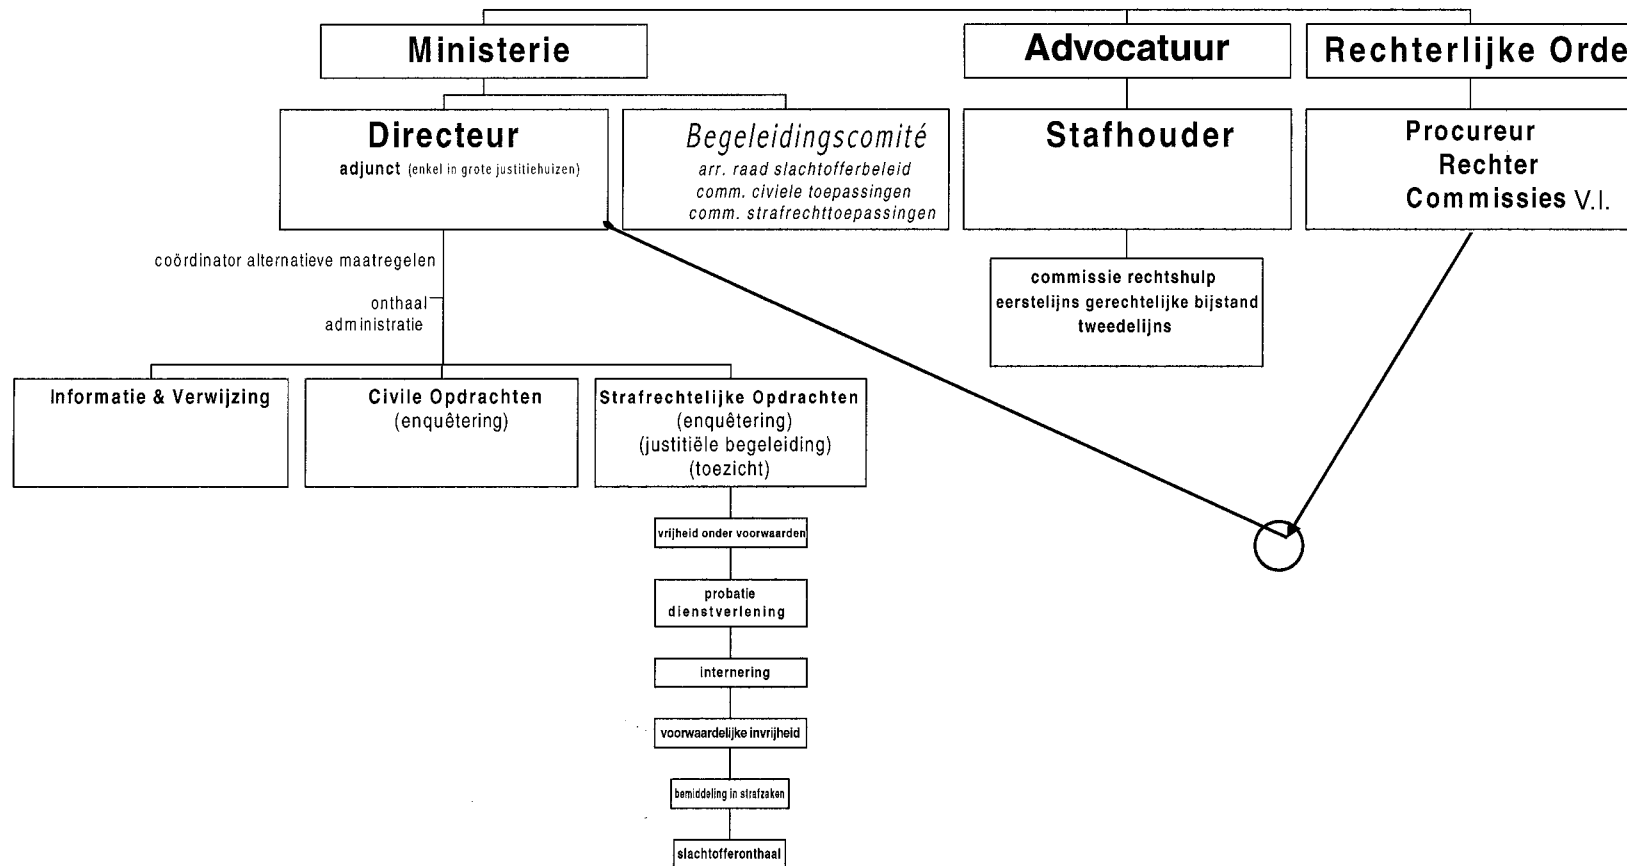 Ministerie
Advocatuur
Rechterlijke Orde
Directeur
adjunct (enkel in grote justitiehuizen)
Begeleidingscomité
arr. raad slachtofferbeleid
comm. civiele toepassingen
comm. strafrechttoepassingen
Stafhouder
Procureur
Rechter
Commissies V.I.
coördinator alternatieve maatregelen
onthaal
administratie
commissie rechtshulp
eerstelijns gerechtelijke bijstand
tweedelijns
Informatie & Verwijzing
Civile Opdrachten
(enquêtering)
Strafrechtelijke Opdrachten
(enquêtering)
(justitiële begeleiding)
(toezicht)
vrijheid onder voorwaarden
probatie
dienstverlening
internering
voorwaardelijke invrijheid
bemiddeling in strafzaken
slachtofferonthaal